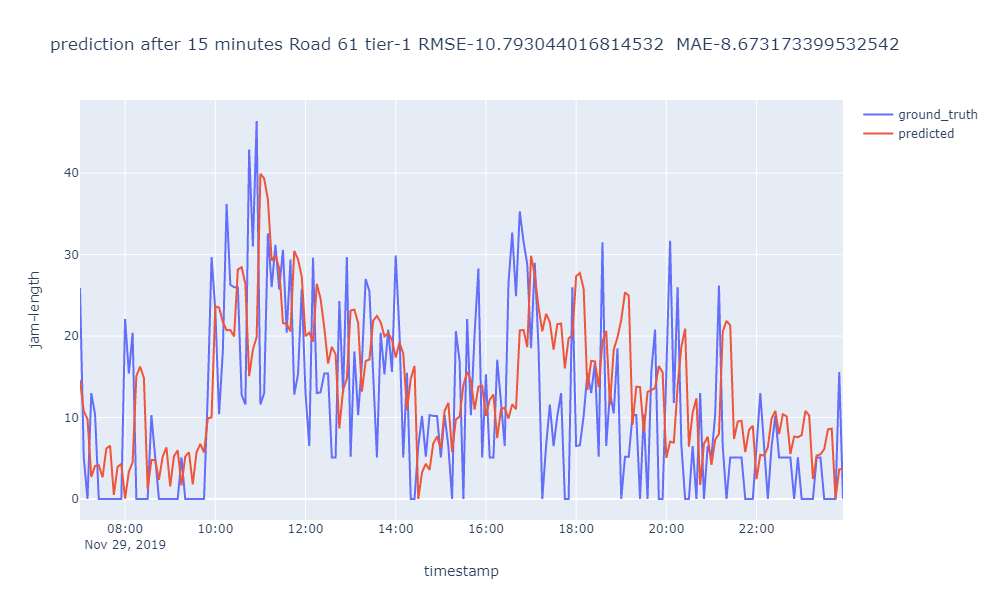 prediction after 15 minutes Road 61 tier-1 RMSE-10.793044016814532  MAE-8.673173399532542
ground_truth
predicted
jam-length
40
30
20
10
0
08:00 10:00 12:00 14:00 16:00 18:00 20:00 22:00
Nov 29, 2019
timestamp